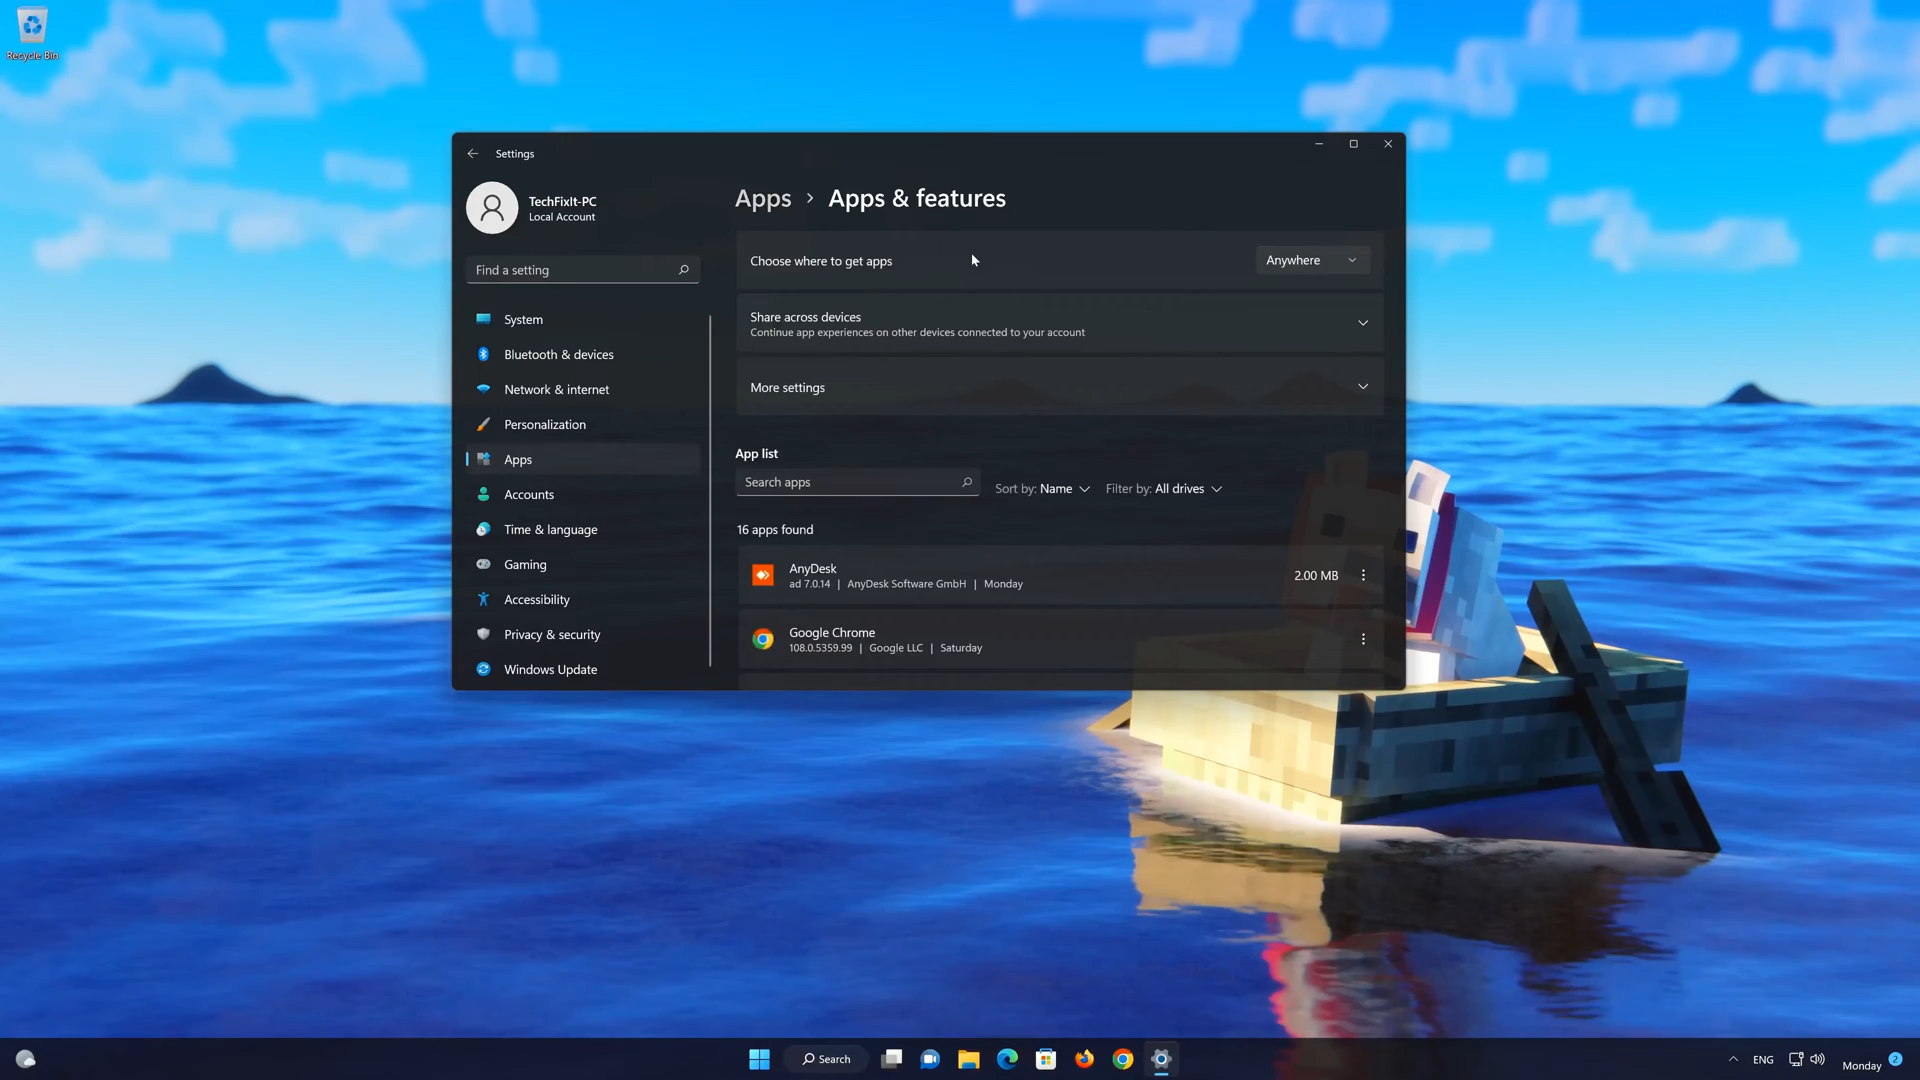 Recycle Bin
Settings
TechFixIt-PC
Local Account
Find a setting
System
Bluetooth & devices
Network & internet
Personalization
Apps
Accounts
Time & language
Gaming
Accessibility
Privacy & security
Windows Update
Apps > Apps & features
Choose where to get apps
Anywhere
Share across devices
Continue app experiences on other devices connected to your account
More settings
App list
Search apps
Sort by: Name
Filter by: All drives
16 apps found
AnyDesk
ad 7.0.14 | AnyDesk Software GmbH | Monday
2.00 MB
Google Chrome
108.0.5359.99 | Google LLC | Saturday
Search
ENG
Monday
2